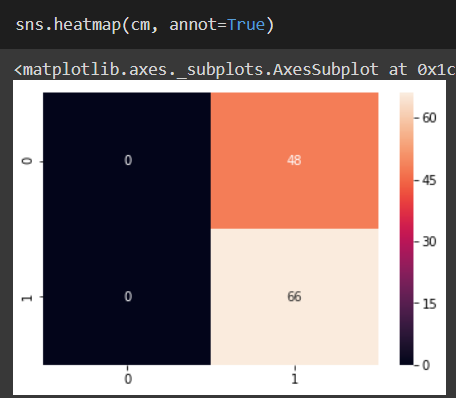 sns.heatmap(cm, annot=True)
<matplotlib.axes._subplots.AxesSubplot at 0x1c
0 0 48 60
45
30
1 0 66 15
0
0 1